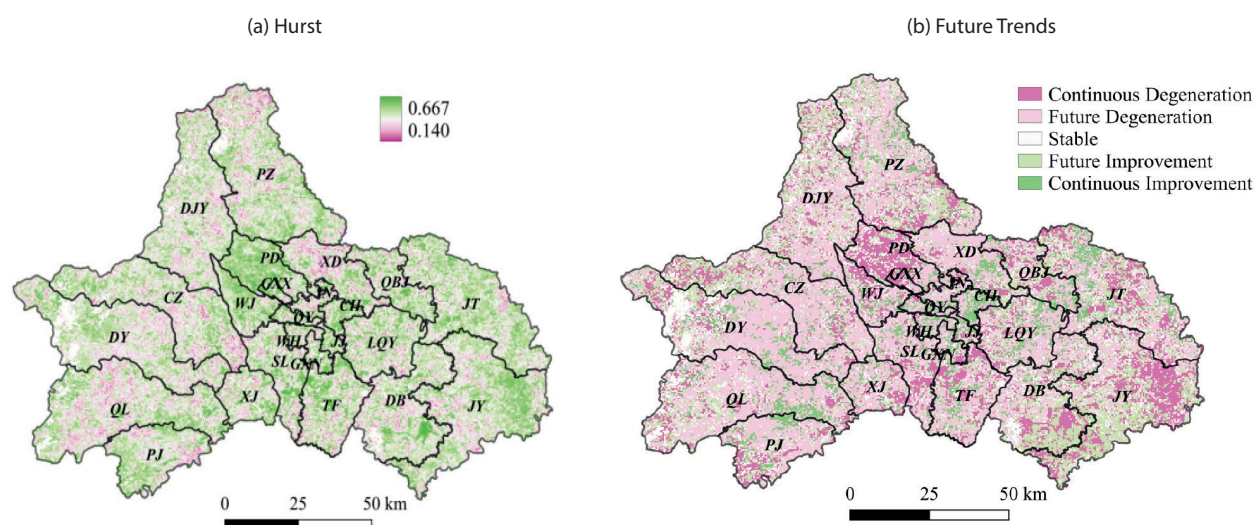 (a) Hurst
0.667
0.140
PZ
DJY
PD
XD
GXX
QBJ
CZ
WJ
JN
CH
JT
QY
DY
WH
JJ
LQY
SL
GX
QL
XJ
TF
DB
JY
PJ
0 25 50 km
(b) Future Trends
Continuous Degeneration
Future Degeneration
Stable
Future Improvement
Continuous Improvement
PZ
DJY
PD
XD
GXX
QBJ
CZ
WJ
JN
CH
JT
QY
DY
WH
JJ
LQY
SL
QL
XJ
TF
DB
JY
PJ
0 25 50 km